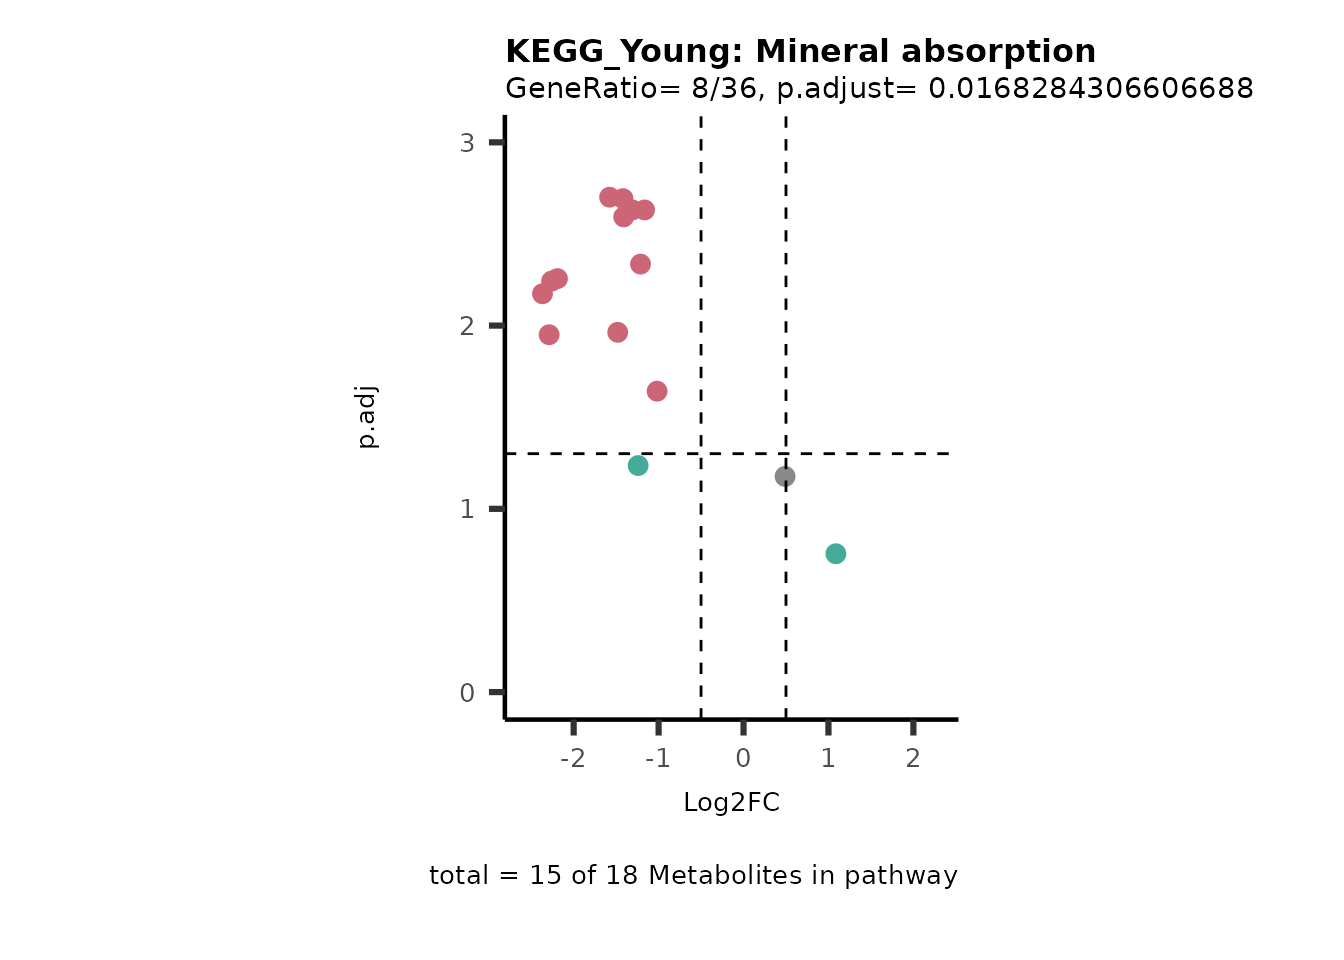 KEGG_Young: Mineral absorption
GeneRatio= 8/36, p.adjust= 0.0168284306606688
3
2
1
0
p.adj
-2 -1 0 1 2
Log2FC
total = 15 of 18 Metabolites in pathway